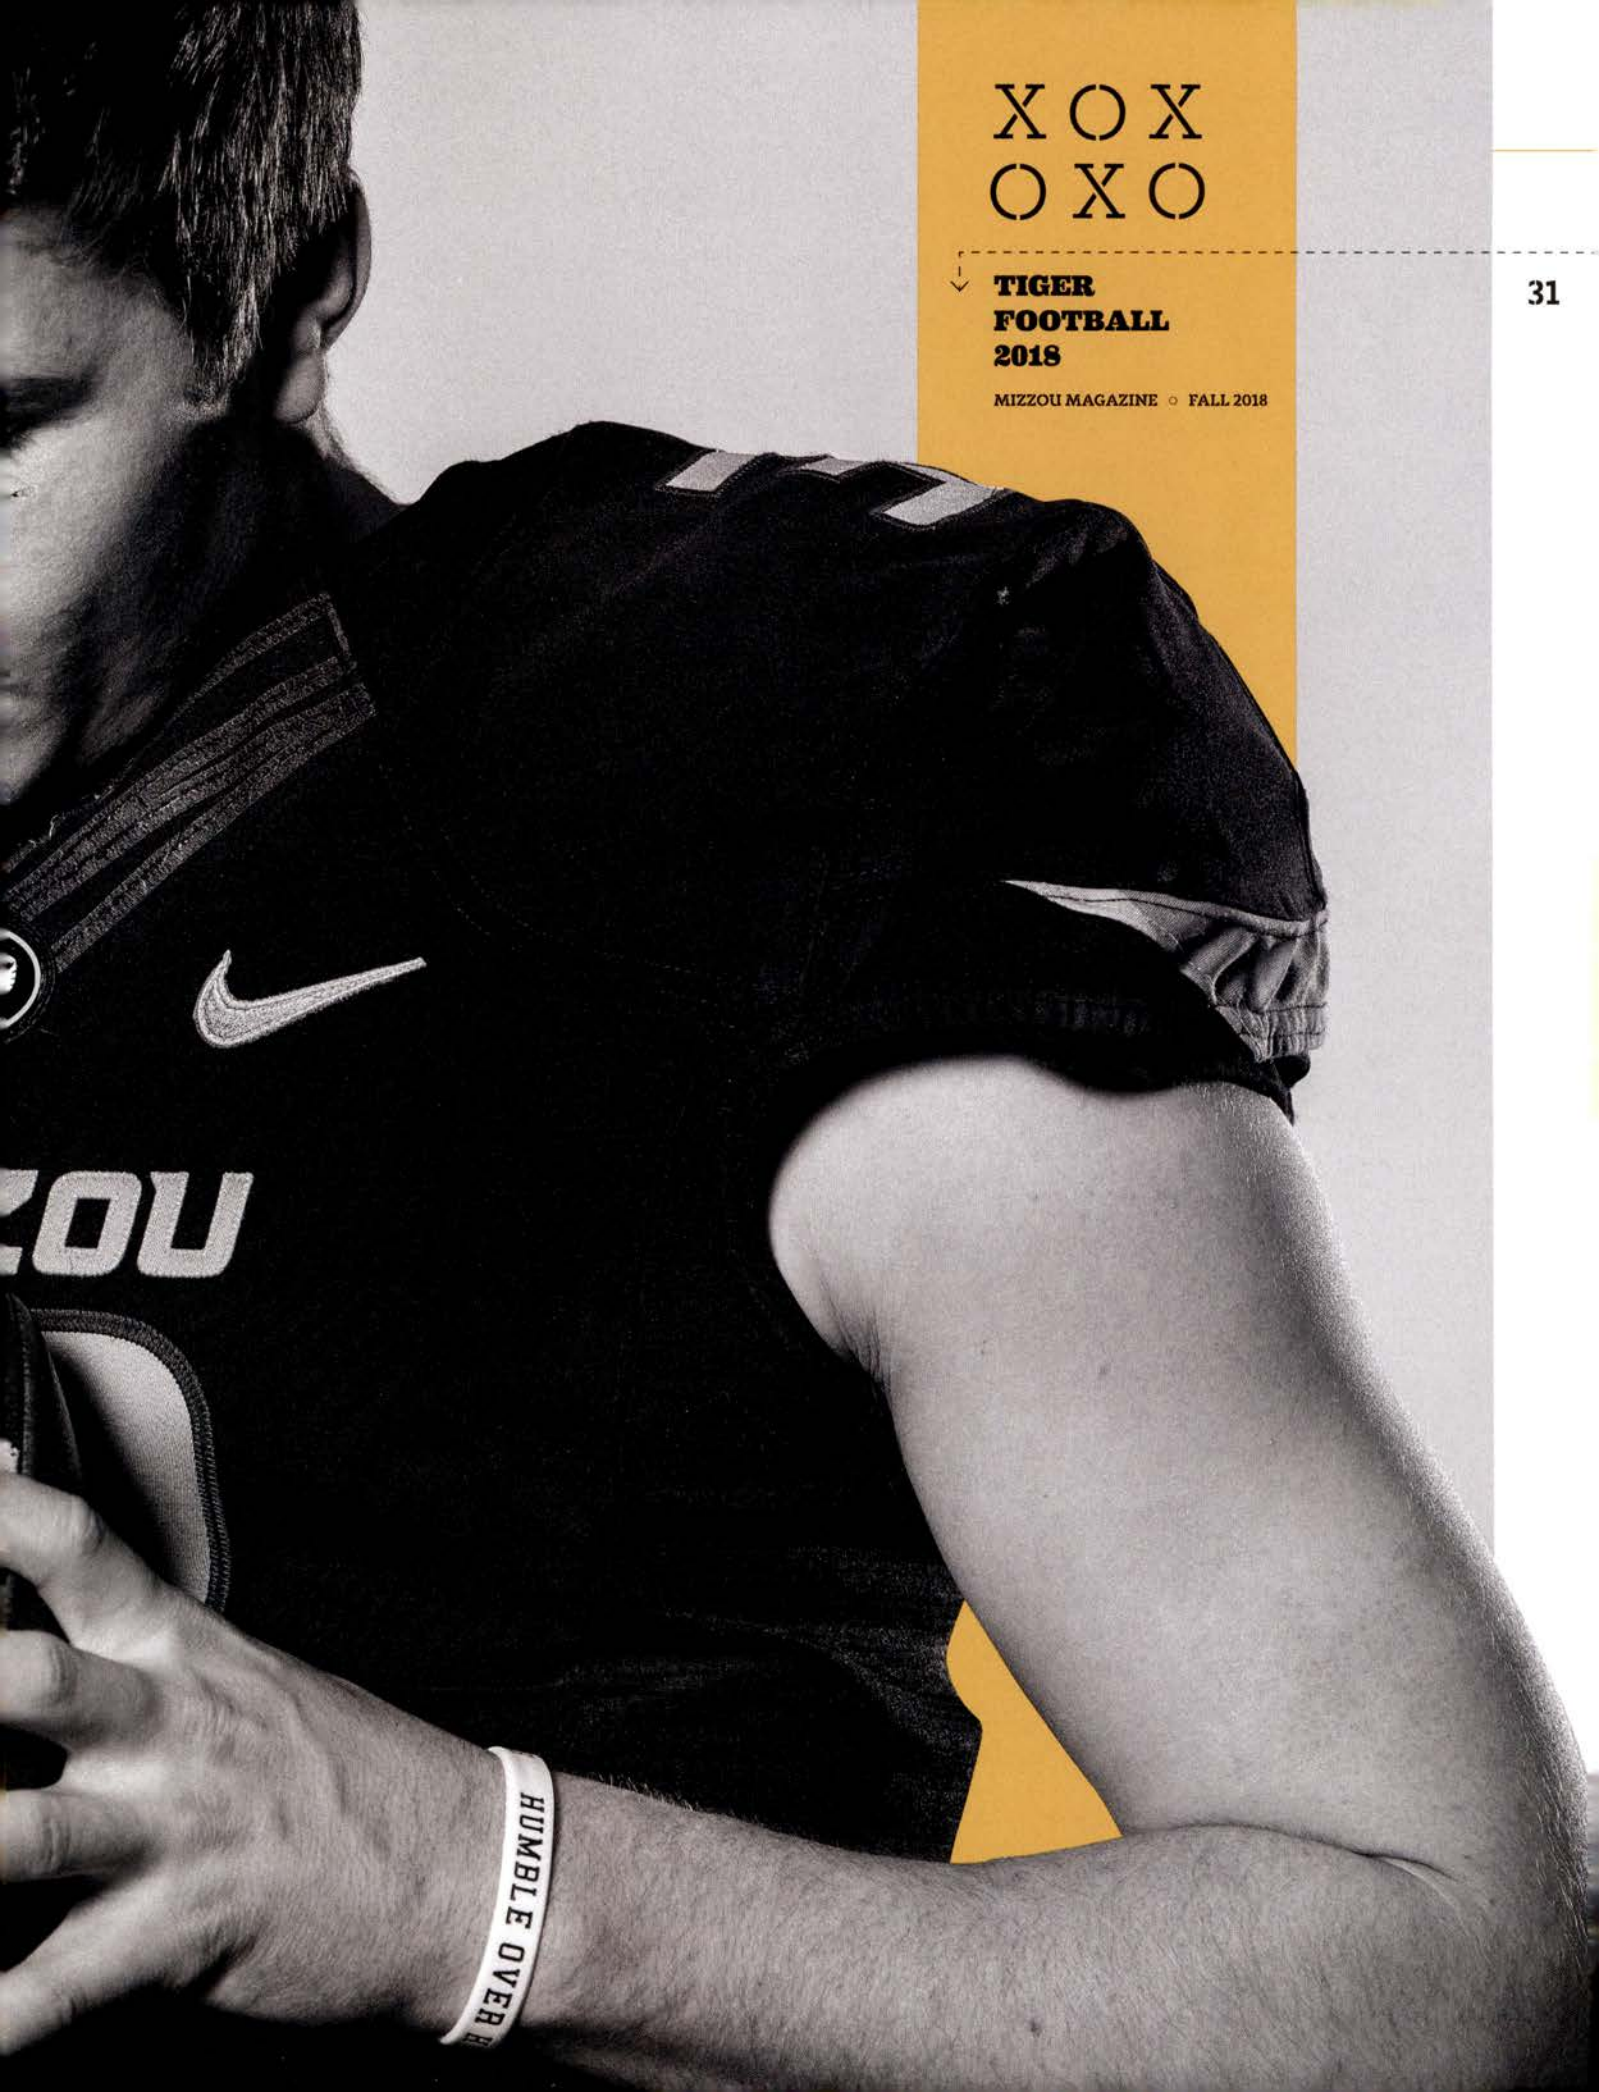 XOX
OXO
TIGER
FOOTBALL
2018
MIZZOU MAGAZINE ○ FALL 2018
31
ZOU
HUMBLE OVER